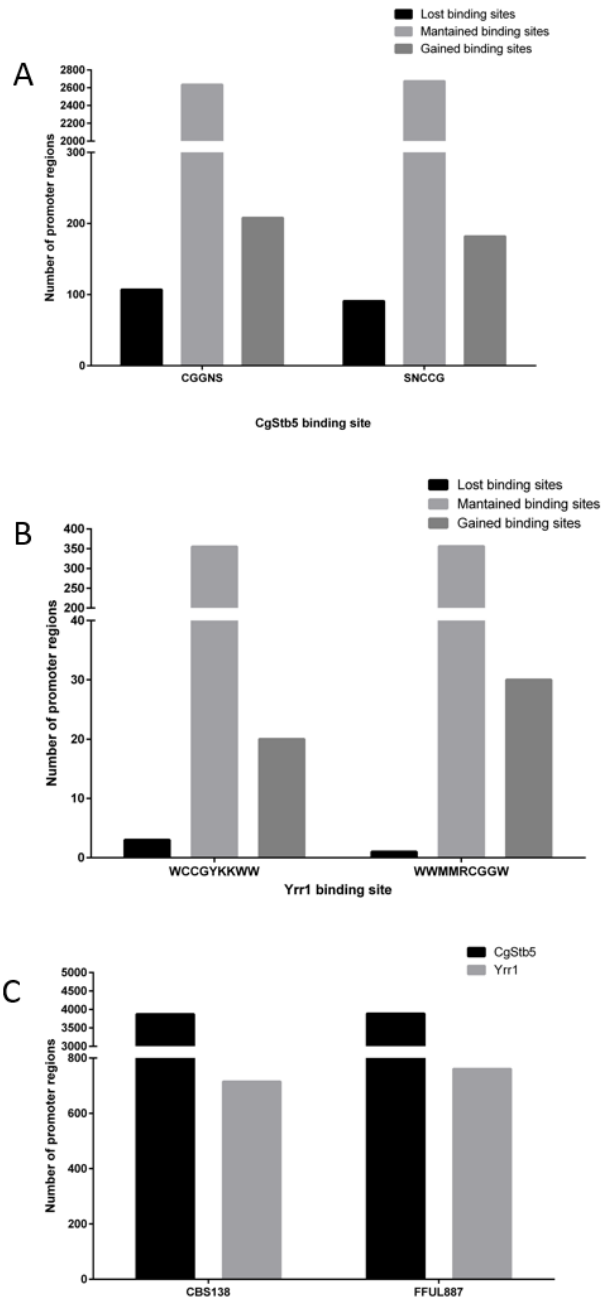 A
Lost binding sites
Mantained binding sites
Gained binding sites
Number of promoter regions
2800
2600
2400
2200
2000
300
200
100
0
CGGNS
SNCCG
CgStb5 binding site
B
Lost binding sites
Mantained binding sites
Gained binding sites
Number of promoter regions
400
350
300
250
200
40
30
20
10
0
WCCGYKKWW
WWMMRCGGW
Yrr1 binding site
C
CgStb5
Yrr1
Number of promoter regions
5000
4500
4000
3500
3000
800
600
400
200
0
CBS138
FFUL887